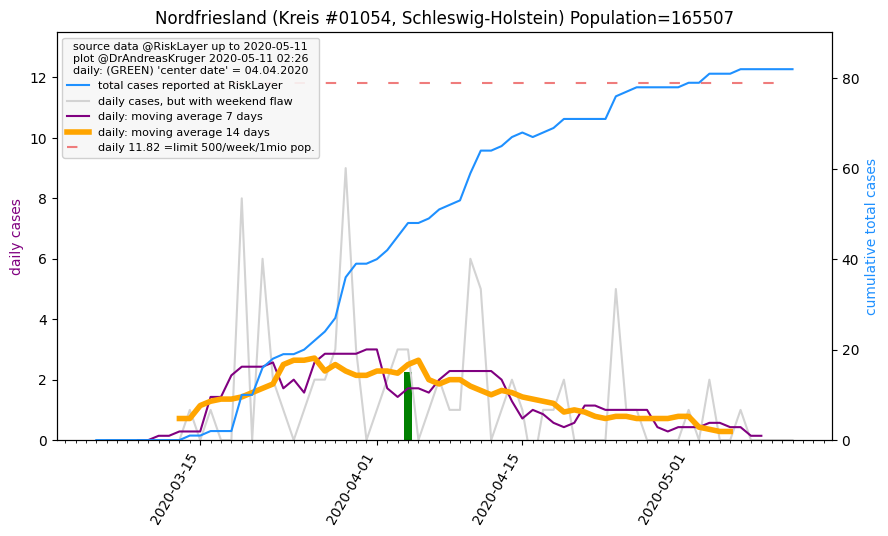 Nordfriesland (Kreis #01054, Schleswig-Holstein) Population=165507
source data @RiskLayer up to 2020-05-11
plot @DrAndreasKruger 2020-05-11 02:26
daily: (GREEN) 'center date' = 04.04.2020
total cases reported at RiskLayer
daily cases, but with weekend flaw
daily: moving average 7 days
daily: moving average 14 days
daily 11.82 =limit 500/week/1mio pop.
daily cases
12
10
8
6
4
2
0
80
60
40
20
0
cumulative total cases
2020-03-15
2020-04-01
2020-04-15
2020-05-01